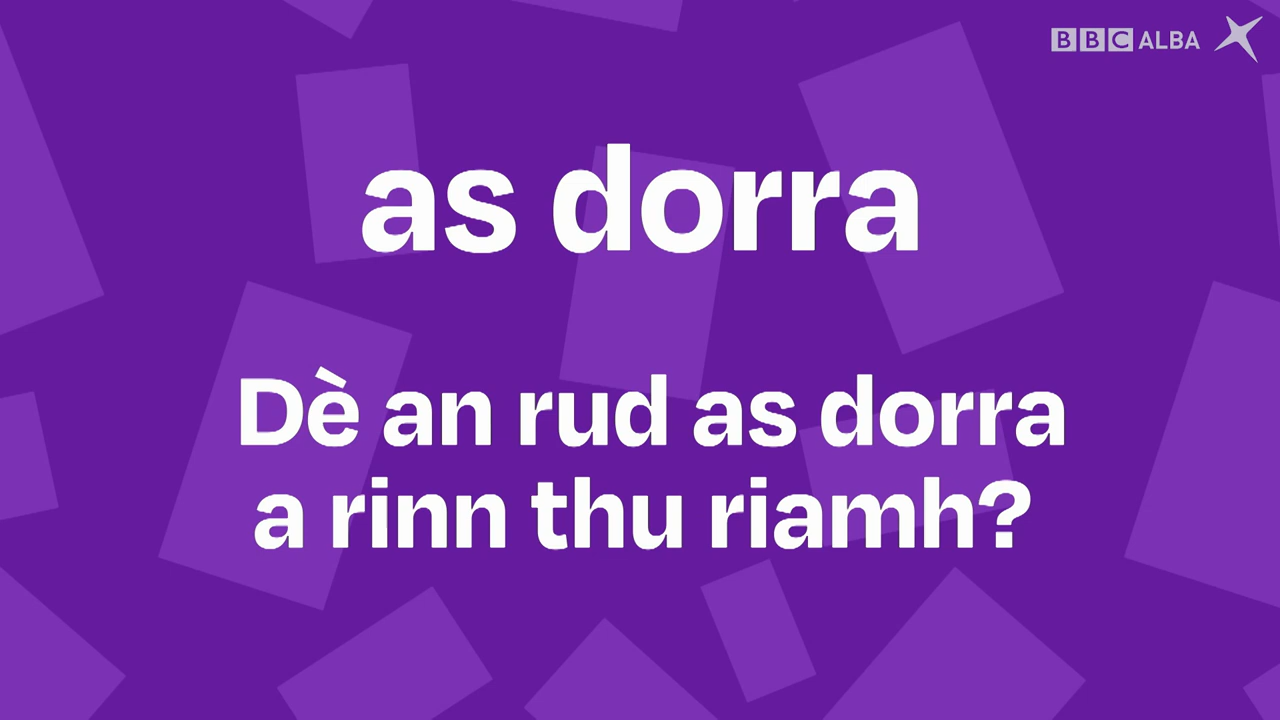 BBC ALBA
as dorra
Dè an rud as dorra
a rinn thu riamh?